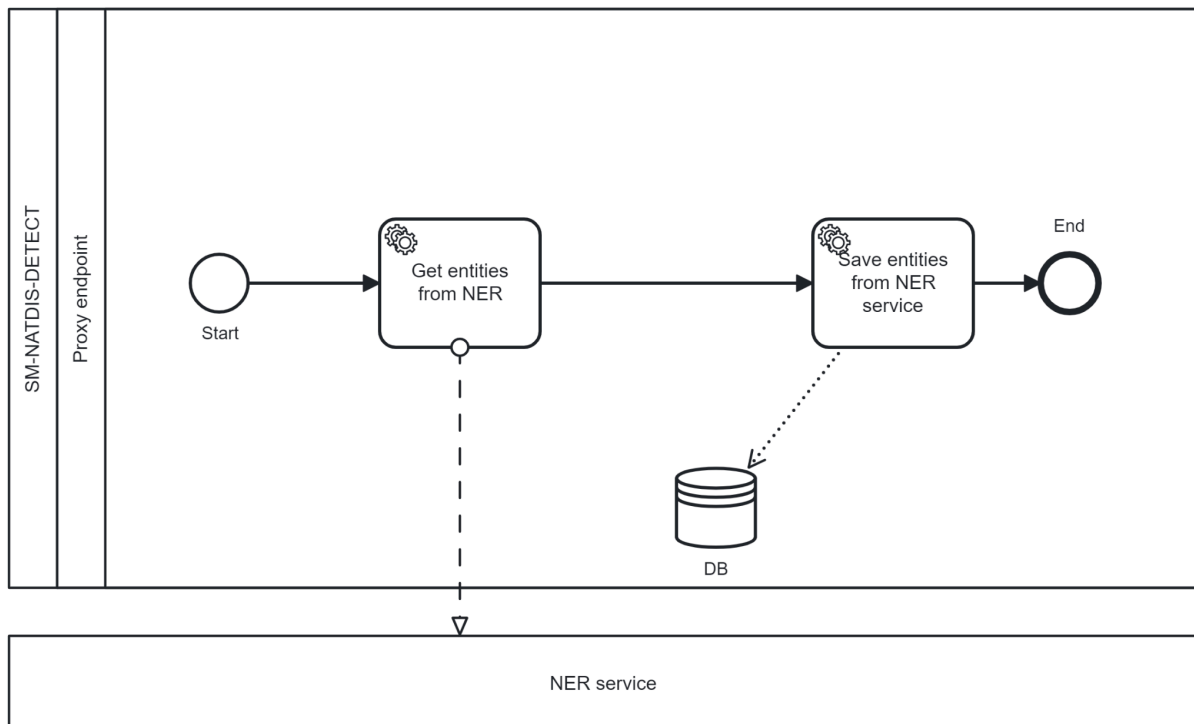 SM-NATDIS-DETECT
Proxy endpoint
Start
Get entities
from NER
Save entities
from NER
service
End
DB
NER service